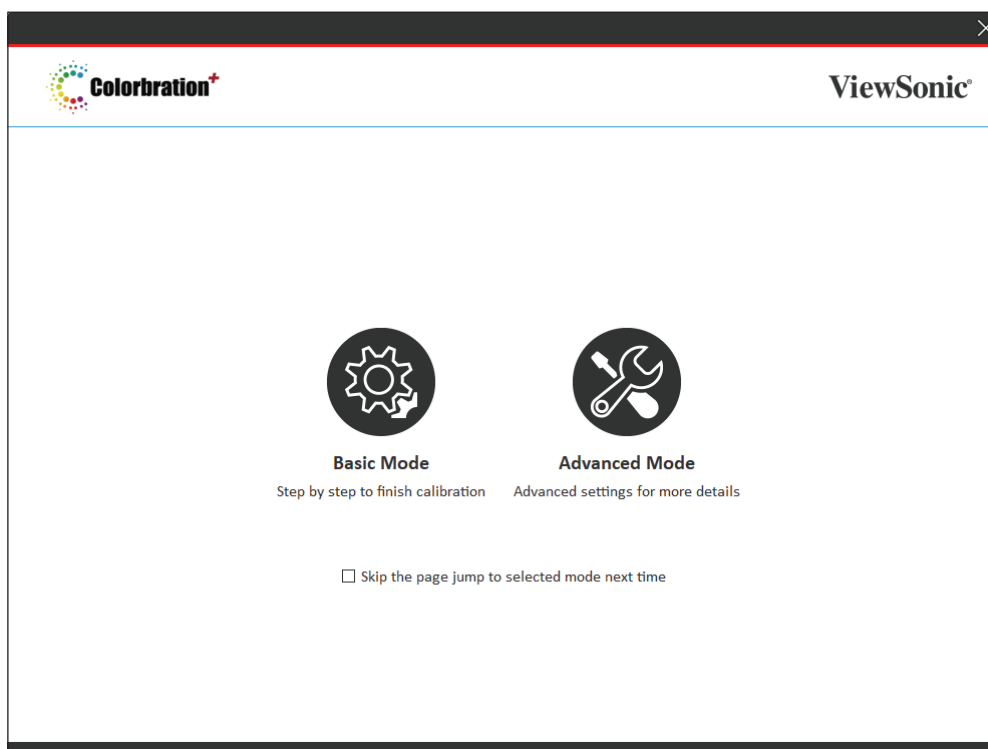 Colorbration+
ViewSonic®
Basic Mode
Advanced Mode
Step by step to finish calibration
Advanced settings for more details
Skip the page jump to selected mode next time